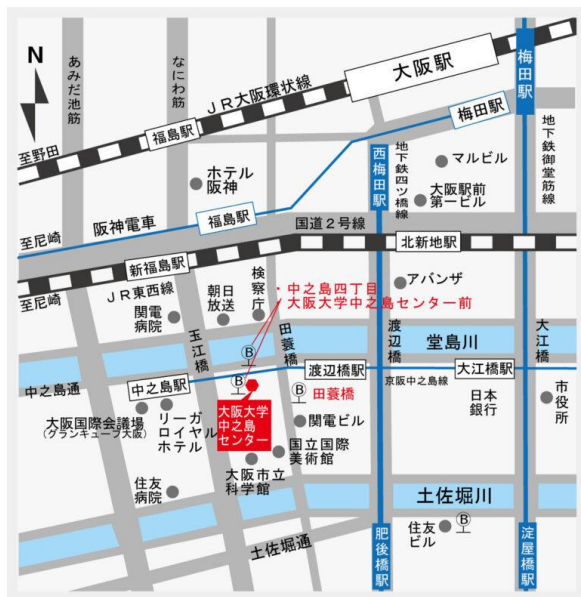 N
あみだ池筋
なにわ筋
JR大阪環状線
大阪駅
梅田駅
福島駅
至野田
梅田駅
地下鉄御堂筋線
地下鉄四ツ橋線
西梅田駅
マルビル
ホテル
阪神
大阪駅前
第一ビル
阪神電車
福島駅
至尼崎
国道2号線
北新地駅
新福島駅
至尼崎
JR東西線
検察庁
・中之島四丁目
大阪大学中之島センター前
アバンザ
関電
病院
朝日
放送
玉江橋
田蓑橋
渡辺橋
大江橋
堂島川
B
中之島通
中之島駅
渡辺橋駅
大江橋駅
京阪中之島線
B
B
田蓑橋
日本
銀行
市役所
大阪国際会議場
(グランキューブ大阪)
リーガ
ロイヤル
ホテル
大阪大学
中之島
センター
関電ビル
国立国際
美術館
大阪市立
科学館
住友
病院
土佐堀川
土佐堀通
肥後橋駅
住友
ビル
B
淀屋橋駅